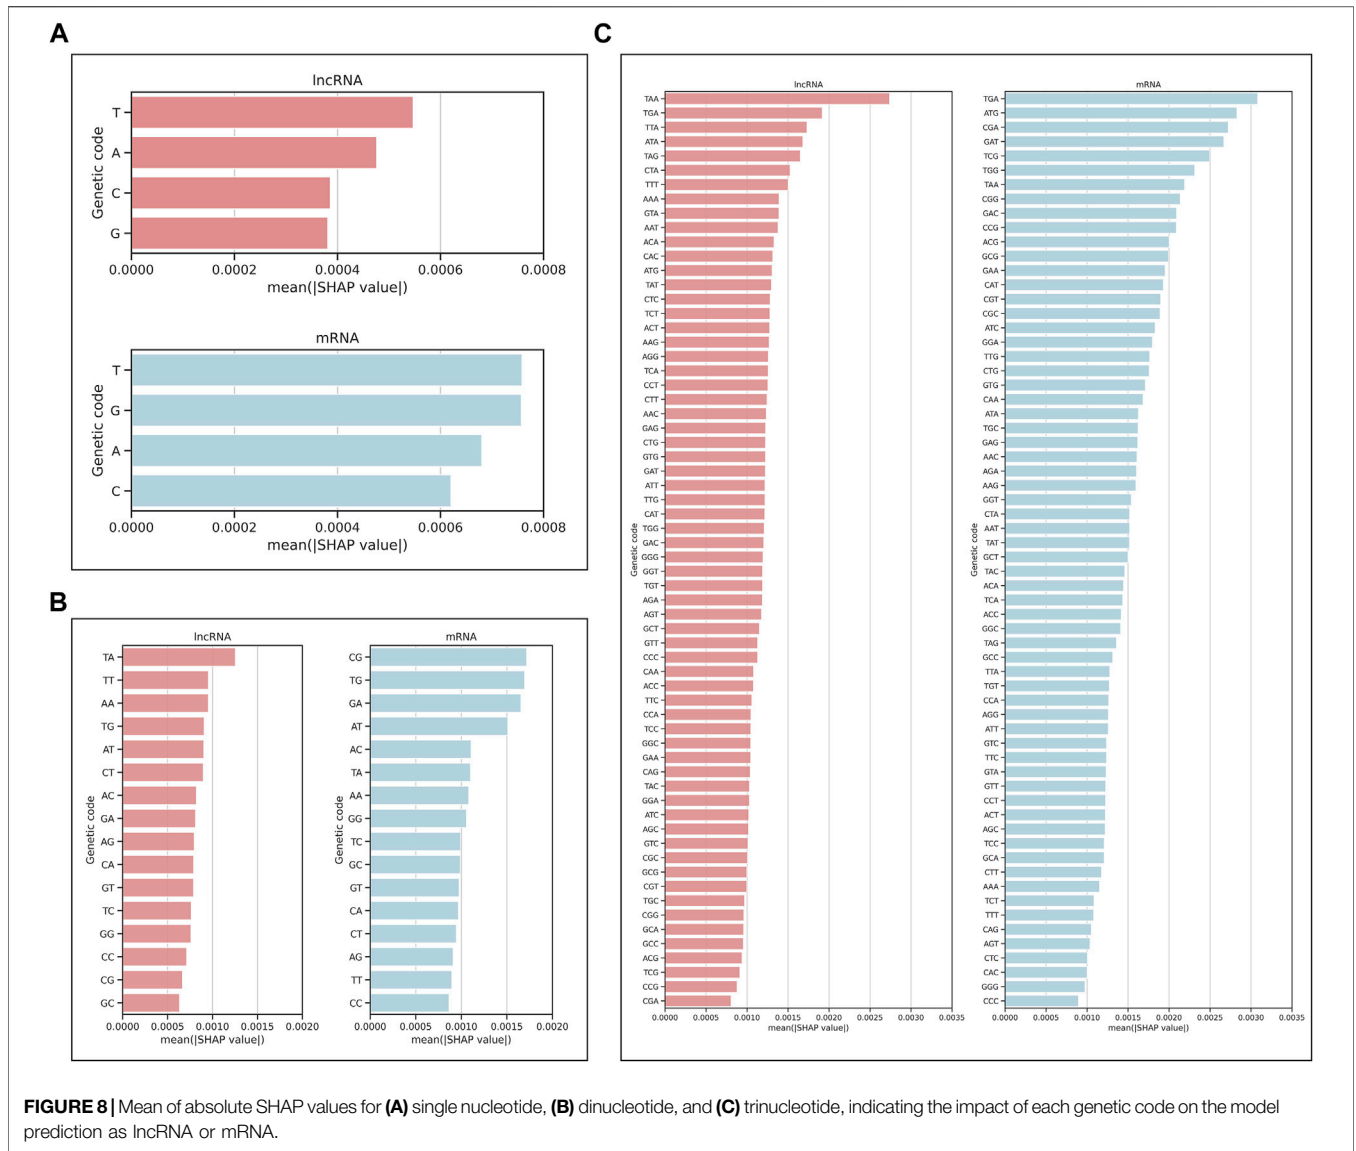 A
lncRNA
T
A
C
G
Genetic code
0.0000 0.0002 0.0004 0.0006 0.0008
mean(|SHAP value|)
mRNA
T
G
A
C
Genetic code
0.0000 0.0002 0.0004 0.0006 0.0008
mean(|SHAP value|)
B
lncRNA
TA
TT
AA
TG
AT
CT
AC
GA
AG
CA
GT
TC
GG
CC
CG
GC
Genetic code
0.0000 0.0005 0.0010 0.0015 0.0020
mean(|SHAP value|)
mRNA
CG
TG
GA
AT
AC
TA
AA
GG
TC
GC
GT
CA
CT
AG
TT
CC
Genetic code
0.0000 0.0005 0.0010 0.0015 0.0020
mean(|SHAP value|)
C
lncRNA
TAA
TGA
TTA
ATA
TAG
CTA
TTT
AAA
GTA
AAT
ACA
CAC
ATG
TAT
CTC
TCT
ACT
AAG
AGG
TCA
CCT
CTT
AAC
GAG
CTG
GTG
GAT
ATT
TTG
CAT
TGG
GAC
GGG
GGT
TGT
AGA
AGT
GCT
GTT
CCC
CAA
ACC
TTC
CCA
TCC
GGC
GAA
CAG
TAC
GGA
ATC
AGC
GTC
CGC
GCG
CGT
TGC
CGG
GCA
GCC
ACG
TCG
CCG
CGA
Genetic code
0.0000 0.0005 0.0010 0.0015 0.0020 0.0025 0.0030 0.0035
mean(|SHAP value|)
mRNA
TGA
ATG
CGA
GAT
TCG
TGG
TAA
CGG
GAC
CCG
ACG
GCG
GAA
CAT
CGT
CGC
ATC
GGA
TTG
CTG
GTG
CAA
ATA
TGC
GAG
AAC
AGA
AAG
GGT
CTA
AAT
TAT
GCT
TAC
ACA
TCA
ACC
GGC
TAG
GCC
TTA
TGT
CCA
AGG
ATT
GTC
TTC
GTA
GTT
CCT
ACT
AGC
TCC
GCA
CTT
AAA
TCT
TTT
CAG
AGT
CTC
CAC
GGG
CCC
Genetic code
0.0000 0.0005 0.0010 0.0015 0.0020 0.0025 0.0030 0.0035
mean(|SHAP value|)
FIGURE 8 | Mean of absolute SHAP values for (A) single nucleotide, (B) dinucleotide, and (C) trinucleotide, indicating the impact of each genetic code on the model
prediction as lncRNA or mRNA.